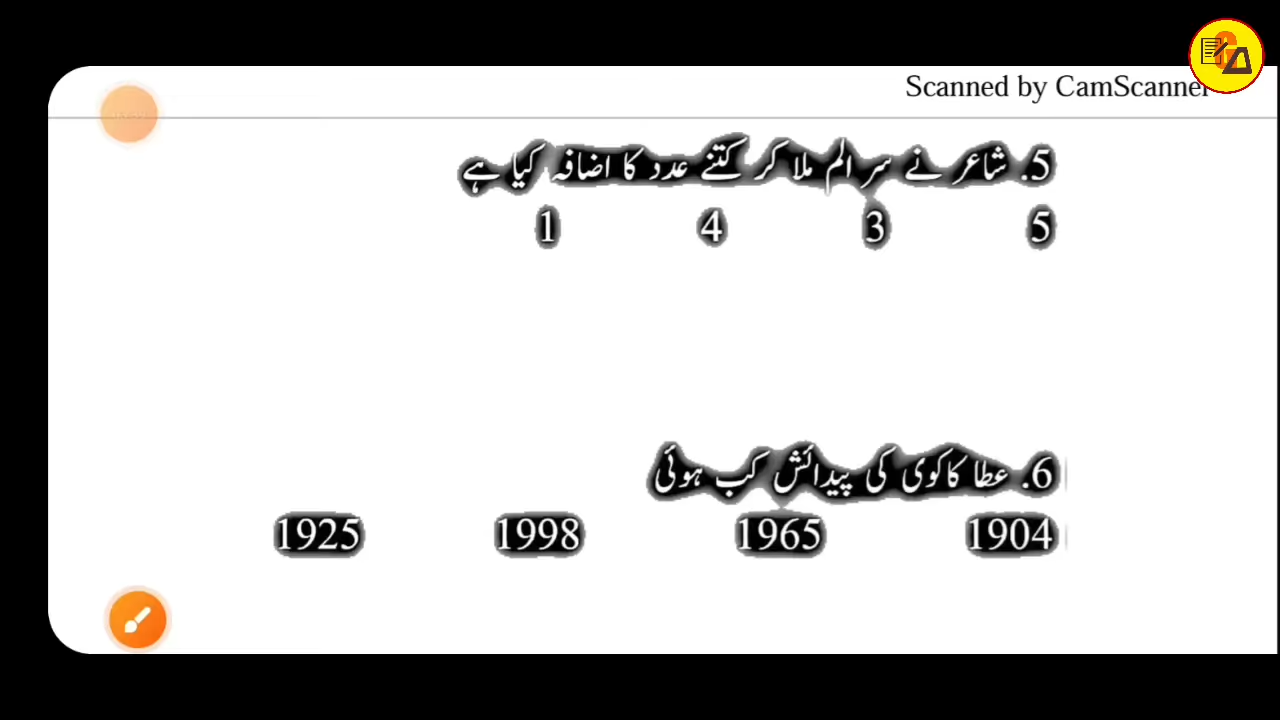 Scanned by CamScanner
5. شاعر نے سر الم ملا کر کتنے عدد کا اضافہ کیا ہے
5 3 4 1
6. عطا کاکوی کی پیدائش کب ہوئی
1904 1965 1998 1925